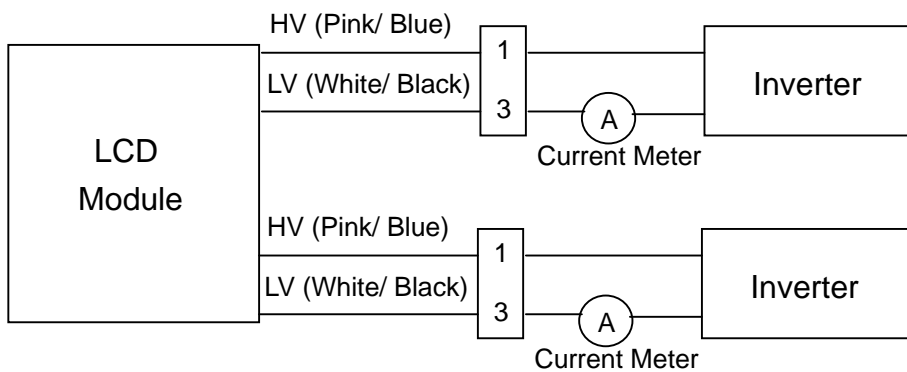 HV (Pink/ Blue)
1
LV (White/ Black)
3
A
Current Meter
Inverter
LCD
Module
HV (Pink/ Blue)
1
LV (White/ Black)
3
A
Current Meter
Inverter